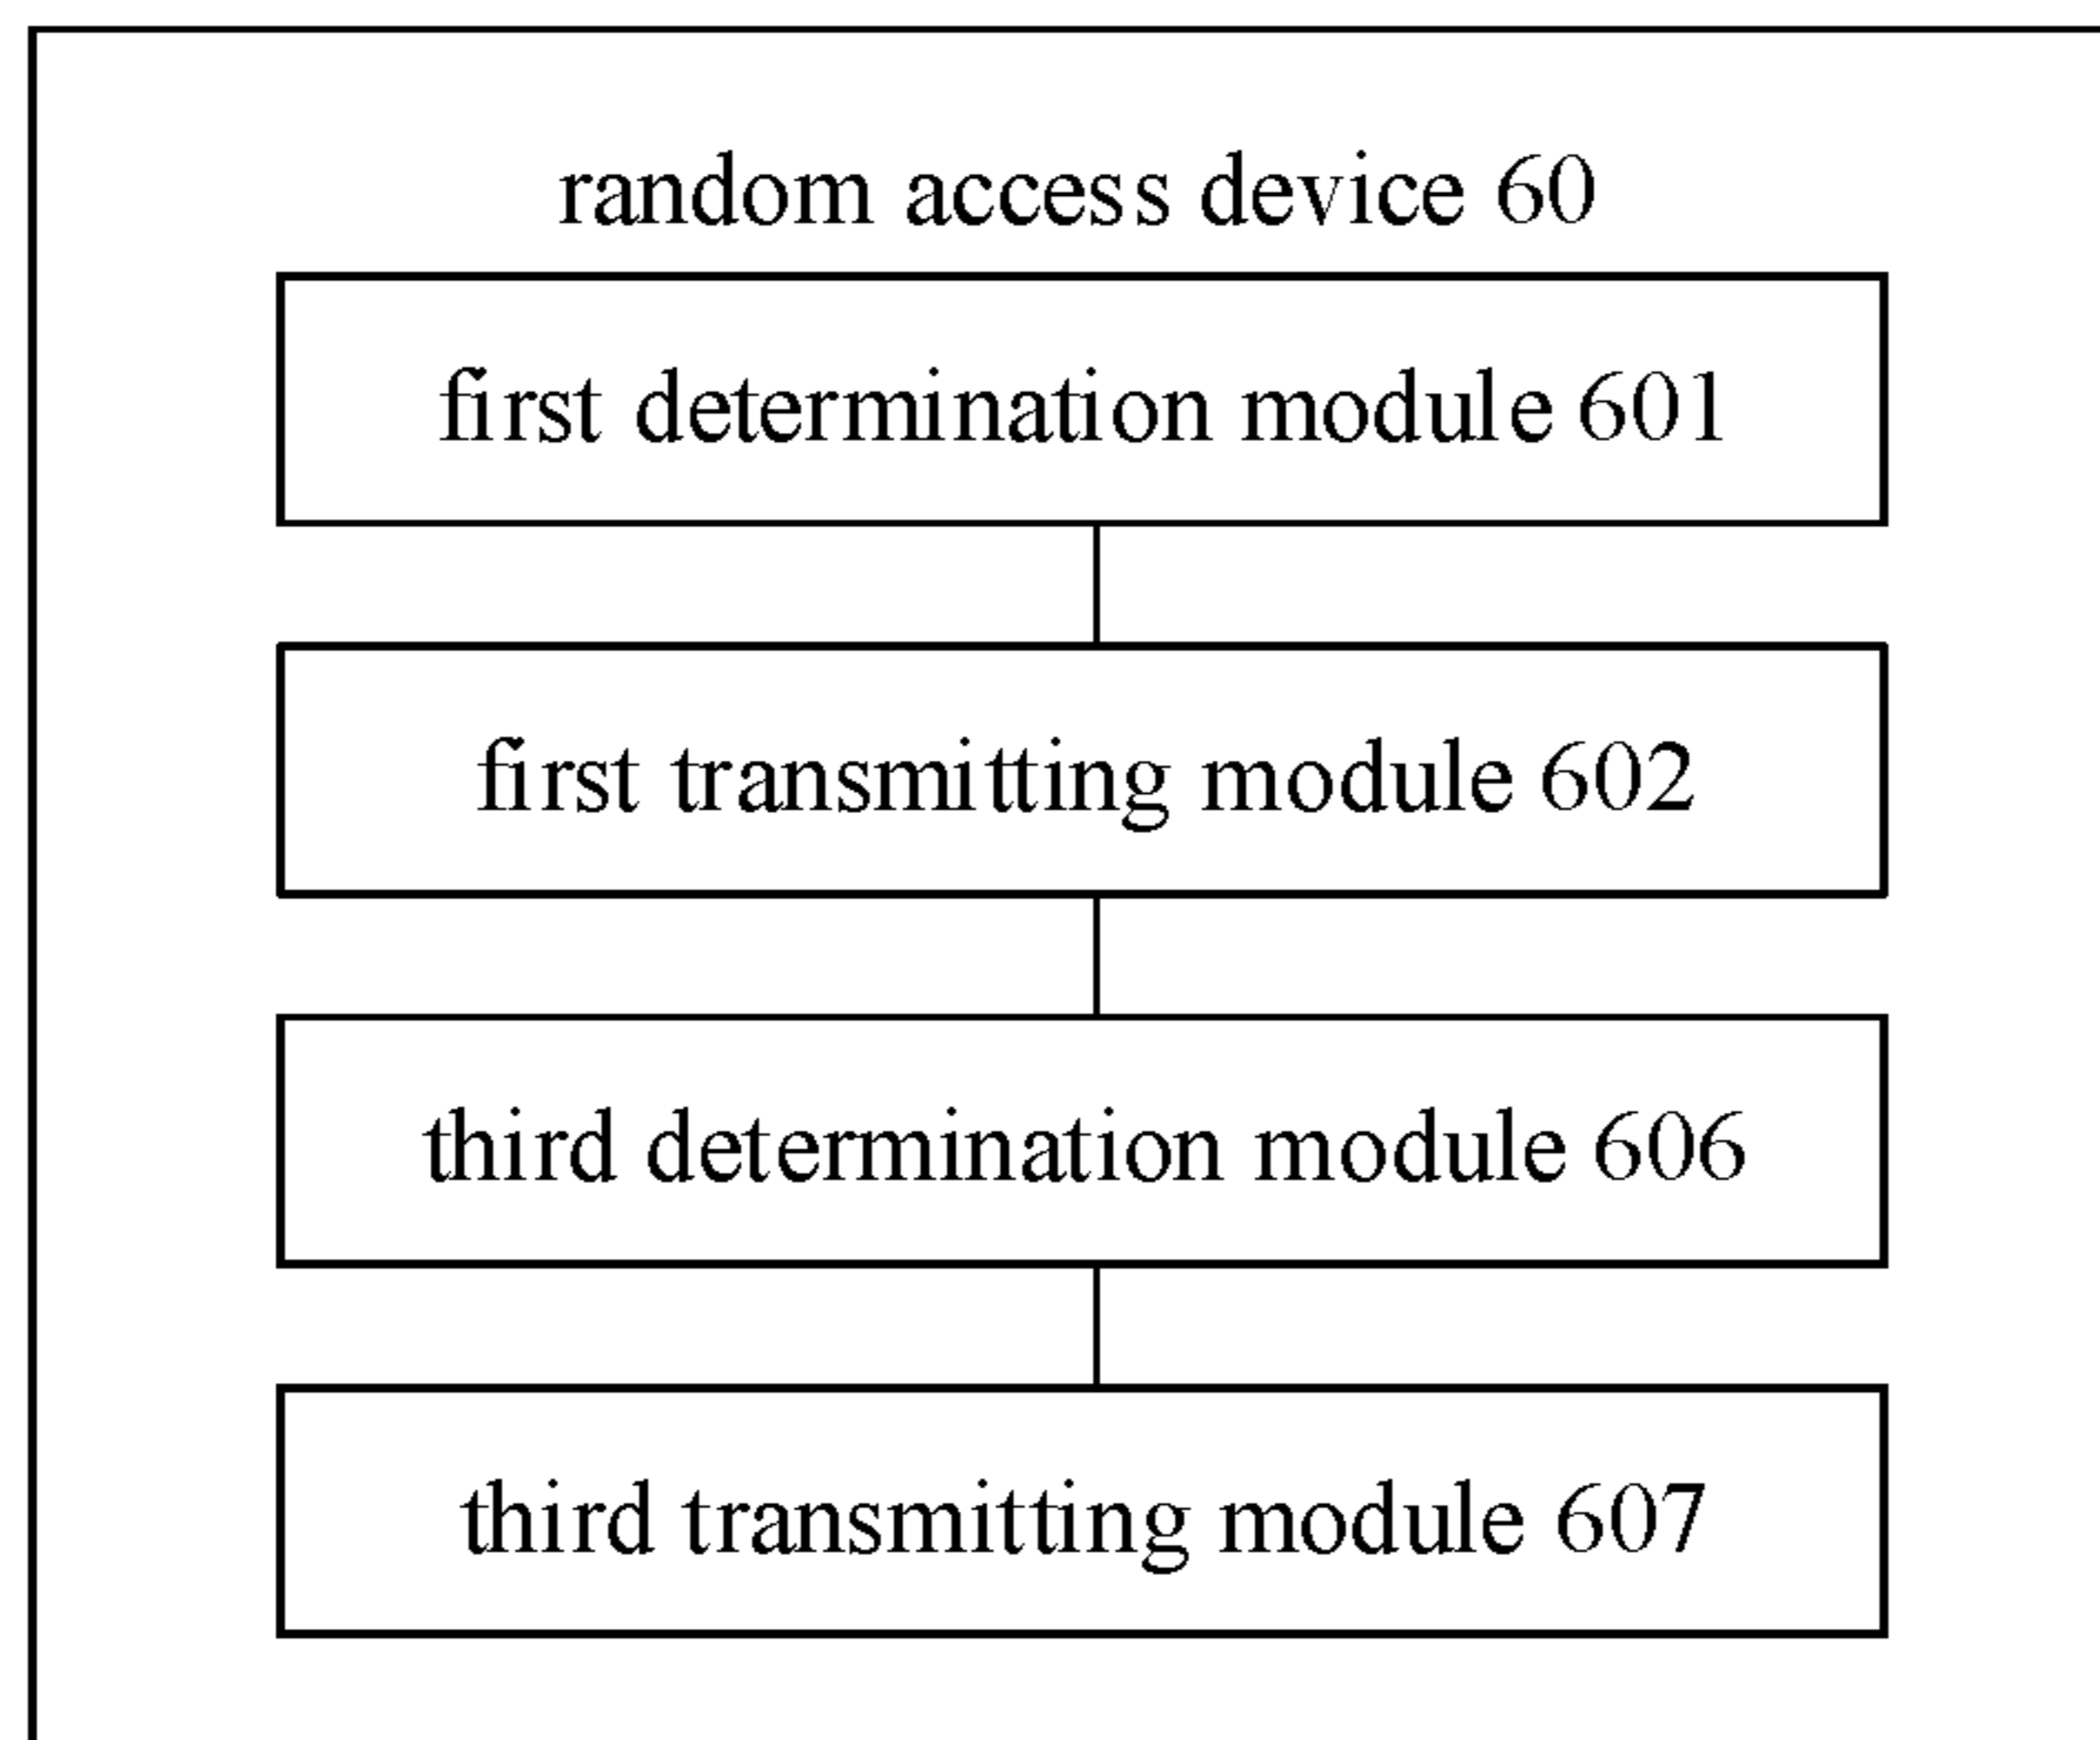 random access device 60
first determination module 601
first transmitting module 602
third determination module 606
third transmitting module 607